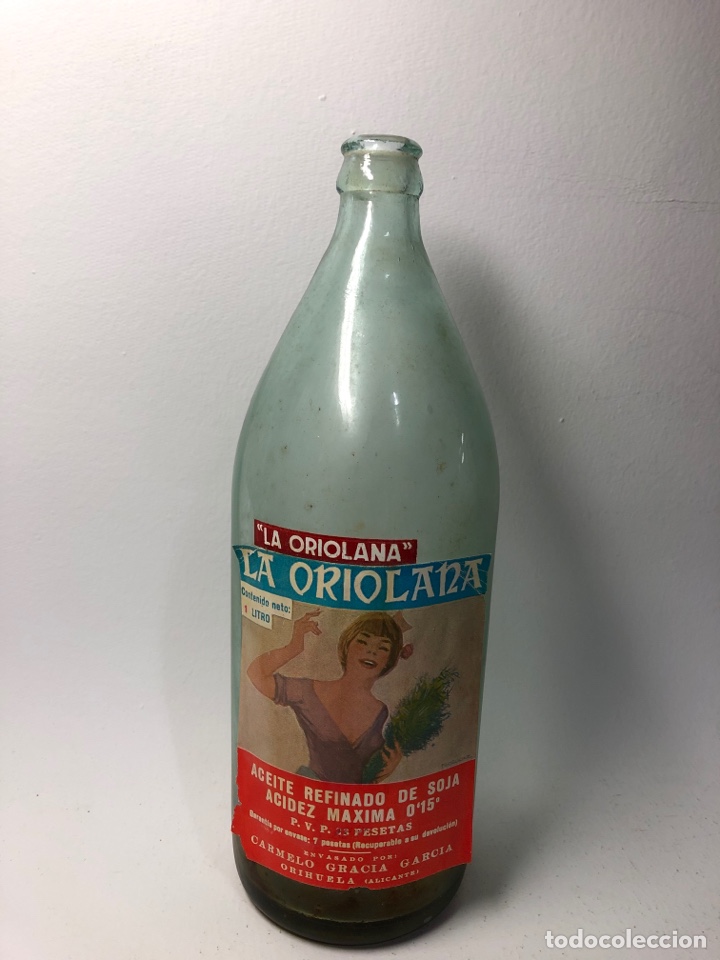 "LA ORIOLANA"
LA ORIOLANA
Contenido neto:
1 LITRO
ACEITE REFINADO DE SOJA
ACIDEZ MAXIMA 0'15º
P. V. P. PESETAS
Garantía por envase: 7 pesetas (Recuperable a su devolución)
ENVASADO POR:
CARMELO GRACIA GARCIA
ORIHUELA (ALICANTE)
todocoleccion